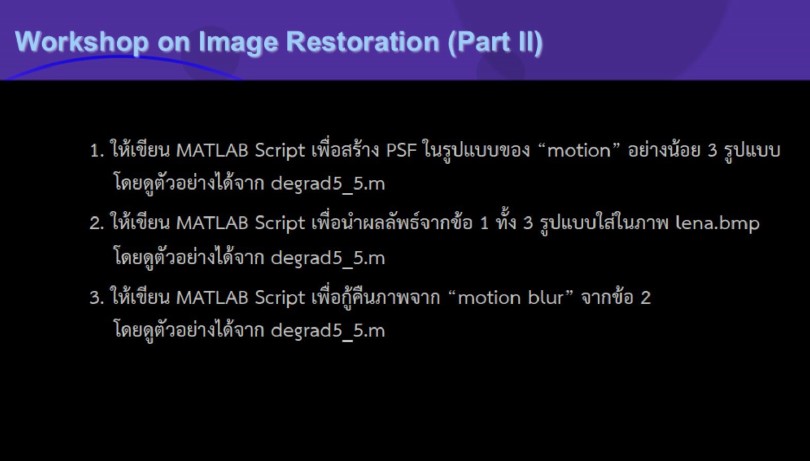 Workshop on Image Restoration (Part II)
1. ให้เขียน MATLAB Script เพื่อสร้าง PSF ในรูปแบบของ “motion” อย่างน้อย 3 รูปแบบ
โดยดูตัวอย่างได้จาก degrad5_5.m
2. ให้เขียน MATLAB Script เพื่อนำผลลัพธ์จากข้อ 1 ทั้ง 3 รูปแบบใส่ในภาพ lena.bmp
โดยดูตัวอย่างได้จาก degrad5_5.m
3. ให้เขียน MATLAB Script เพื่อกู้คืนภาพจาก “motion blur” จากข้อ 2
โดยดูตัวอย่างได้จาก degrad5_5.m